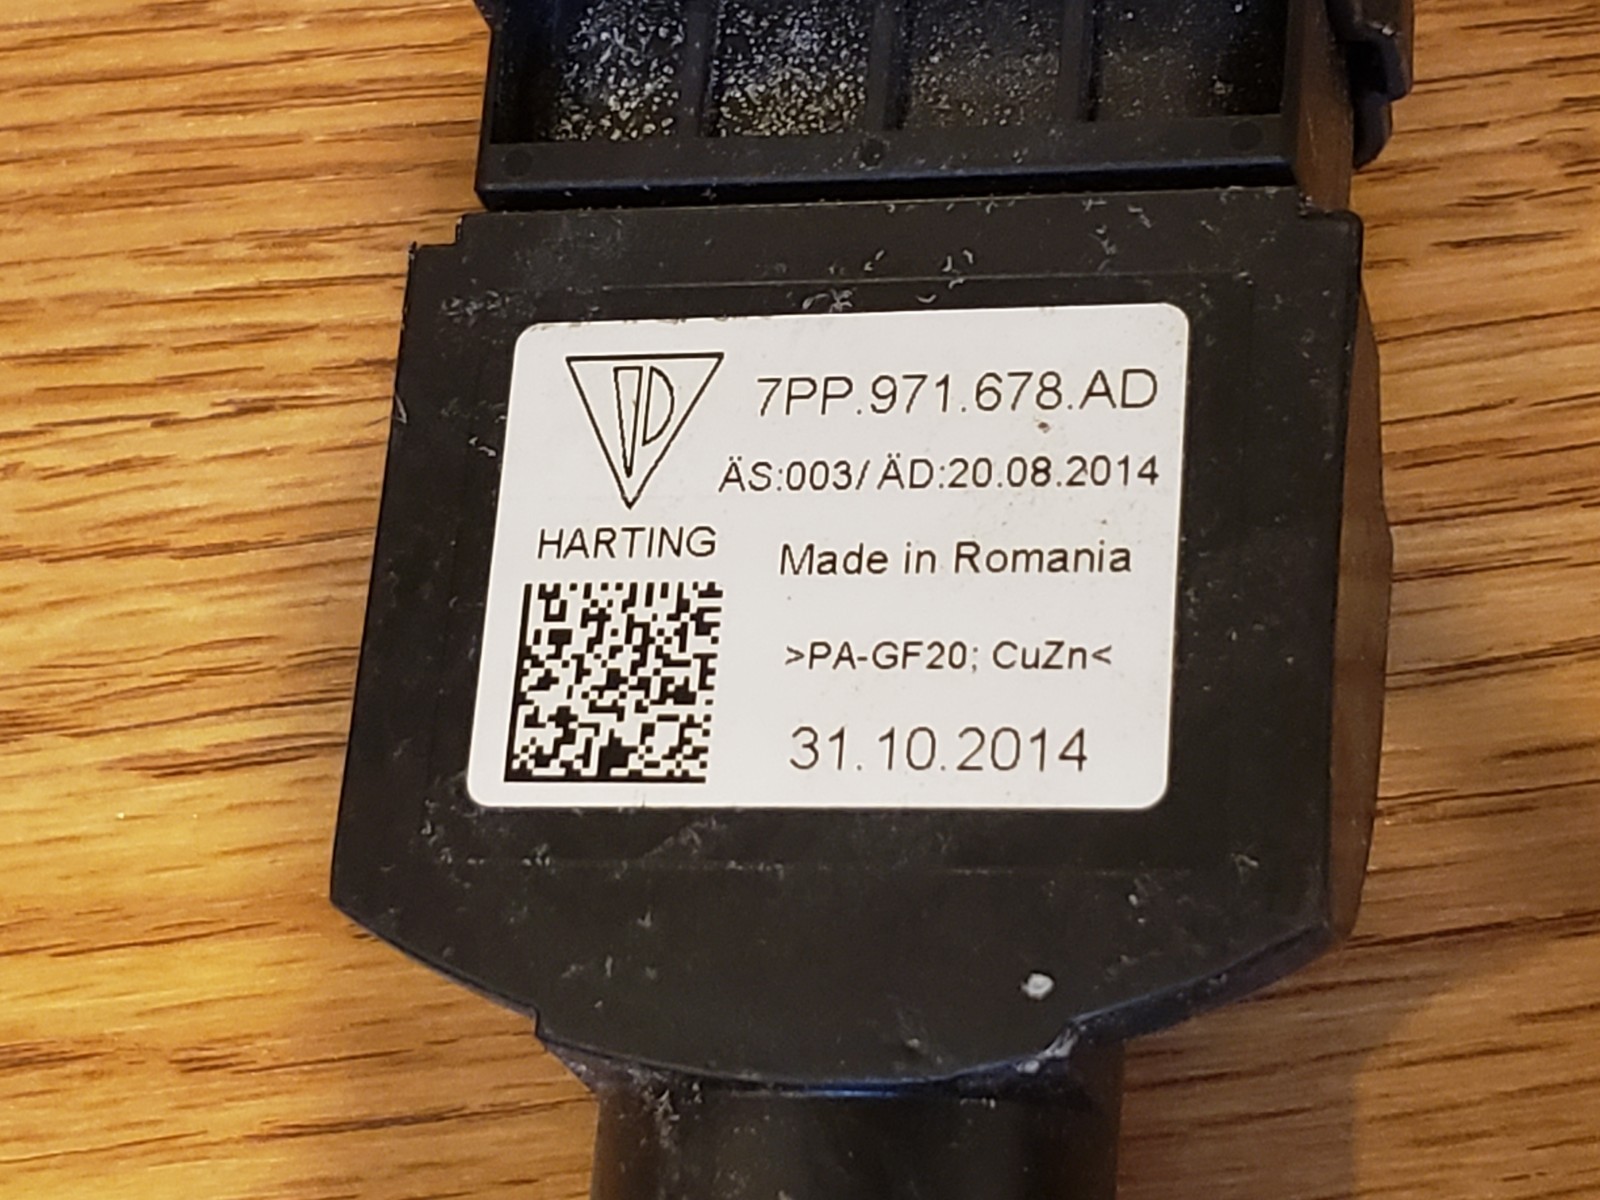 7PP.971.678.AD
ÄS:003/ÄD:20.08.2014
HARTING
Made in Romania
>PA-GF20; CuZn<
31.10.2014